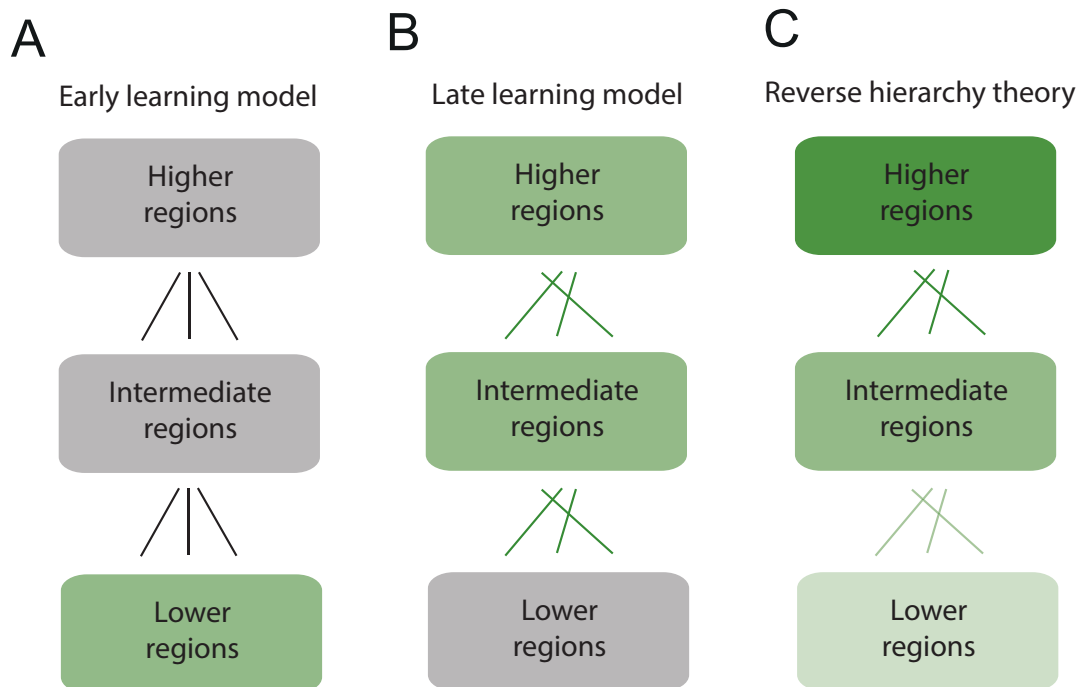 A
Early learning model
Higher
regions
Intermediate
regions
Lower
regions
B
Late learning model
Higher
regions
Intermediate
regions
Lower
regions
C
Reverse hierarchy theory
Higher
regions
Intermediate
regions
Lower
regions